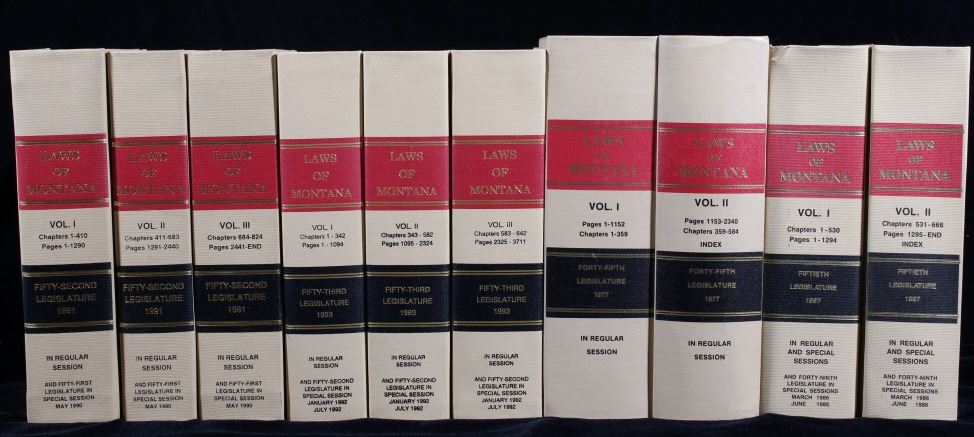 LAWS
OF
MONTANA
VOL. I
Chapters 1-410
Pages 1-1290
FIFTY-SECOND
LEGISLATURE
1991
IN REGULAR
SESSION
AND FIFTY-FIRST
LEGISLATURE IN
SPECIAL SESSION
MAY 1990
LAWS
OF
MONTANA
VOL. II
Chapters 411-683
Pages 1291-2440
FIFTY-SECOND
LEGISLATURE
1991
IN REGULAR
SESSION
AND FIFTY-FIRST
LEGISLATURE IN
SPECIAL SESSION
MAY 1990
LAWS
OF
MONTANA
VOL. III
Chapters 684-824
Pages 2441-END
FIFTY-SECOND
LEGISLATURE
1991
IN REGULAR
SESSION
AND FIFTY-FIRST
LEGISLATURE IN
SPECIAL SESSION
MAY 1990
LAWS
OF
MONTANA
VOL. I
Chapters 1 - 342
Pages 1 - 1094
FIFTY-THIRD
LEGISLATURE
1993
IN REGULAR
SESSION
AND FIFTY-SECOND
LEGISLATURE IN
SPECIAL SESSION
JANUARY 1992
JULY 1992
LAWS
OF
MONTANA
VOL. II
Chapters 343 - 582
Pages 1095 - 2324
FIFTY-THIRD
LEGISLATURE
1993
IN REGULAR
SESSION
AND FIFTY-SECOND
LEGISLATURE IN
SPECIAL SESSION
JANUARY 1992
JULY 1992
LAWS
OF
MONTANA
VOL. III
Chapters 583 - 642
Pages 2325 - 3711
FIFTY-THIRD
LEGISLATURE
1993
IN REGULAR
SESSION
AND FIFTY-SECOND
LEGISLATURE IN
SPECIAL SESSION
JANUARY 1992
JULY 1992
LAWS
OF
MONTANA
VOL. I
Pages 1-1152
Chapters 1-359
FORTY-FIFTH
LEGISLATURE
1977
IN REGULAR
SESSION
LAWS
OF
MONTANA
VOL. II
Pages 1153-2340
Chapters 359-584
INDEX
FORTY-FIFTH
LEGISLATURE
1977
IN REGULAR
SESSION
LAWS
OF
MONTANA
VOL. I
Chapters 1 - 530
Pages 1 - 1294
FIFTIETH
LEGISLATURE
1987
IN REGULAR
AND SPECIAL
SESSIONS
AND FORTY-NINTH
LEGISLATURE IN
SPECIAL SESSIONS
MARCH 1986
JUNE 1986
LAWS
OF
MONTANA
VOL. II
Chapters 531 - 666
Pages 1295 - END
INDEX
FIFTIETH
LEGISLATURE
1987
IN REGULAR
AND SPECIAL
SESSIONS
AND FORTY-NINTH
LEGISLATURE IN
SPECIAL SESSIONS
MARCH 1986
JUNE 1986